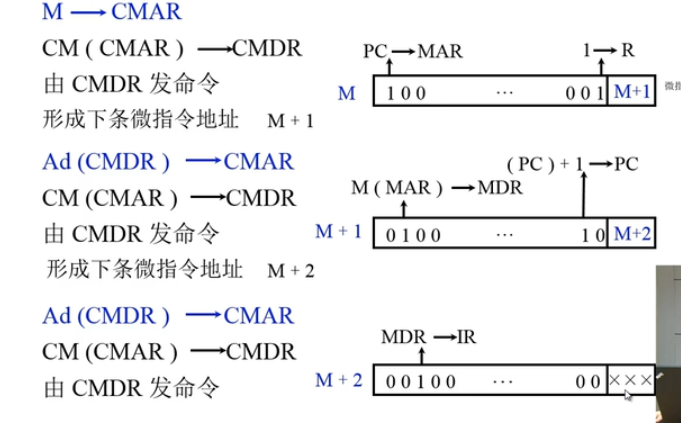 M → CMAR
CM ( CMAR ) → CMDR
由 CMDR 发命令
形成下条微指令地址 M + 1
PC → MAR
1 → R
M
1 0 0 ··· 0 0 1 M+1
微指
Ad (CMDR ) → CMAR
CM (CMAR ) → CMDR
由 CMDR 发命令
形成下条微指令地址 M + 2
( PC ) + 1 → PC
M ( MAR ) → MDR
M + 1
0 1 0 0 ··· 1 0 M+2
Ad (CMDR ) → CMAR
CM (CMAR ) → CMDR
由 CMDR 发命令
MDR → IR
M + 2
0 0 1 0 0 ··· 0 0 ×××